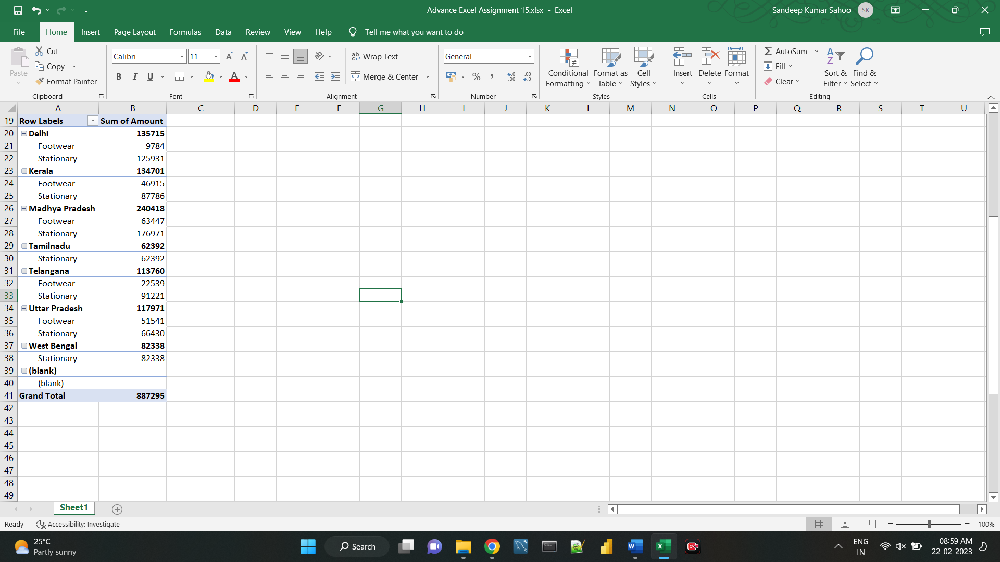 Advance Excel Assignment 15.xlsx - Excel
Sandeep Kumar Sahoo SK
File Home Insert Page Layout Formulas Data Review View Help Tell me what you want to do
Paste
Cut
Copy
Format Painter
Clipboard
Calibri 11
B I U
Font
Wrap Text
Merge & Center
Alignment
General
Number
Conditional Formatting
Format as Table
Cell Styles
Styles
Insert Delete Format
Cells
AutoSum
Fill
Clear
Sort & Filter
Find & Select
Editing
A B C D E F G H I J K L M N O P Q R S T U
19 Row Labels Sum of Amount
20 Delhi 135715
21 Footwear 9784
22 Stationary 125931
23 Kerala 134701
24 Footwear 46915
25 Stationary 87786
26 Madhya Pradesh 240418
27 Footwear 63447
28 Stationary 176971
29 Tamilnadu 62392
30 Stationary 62392
31 Telangana 113760
32 Footwear 22539
33 Stationary 91221
34 Uttar Pradesh 117971
35 Footwear 51541
36 Stationary 66430
37 West Bengal 82338
38 Stationary 82338
39 (blank)
40 (blank)
41 Grand Total 887295
42
43
44
45
46
47
48
49
Sheet1
Ready Accessibility: Investigate 100%
25°C
Partly sunny
Search
ENG
IN
08:59 AM
22-02-2023